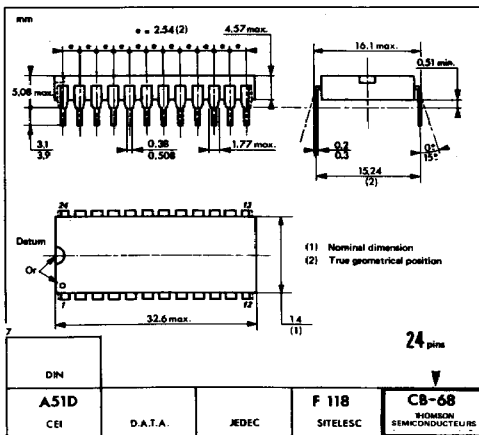 mm
e = 2.54(2)
e e e e e e e e e e e
4.57 max.
5,08 max.
3.1
3.9
0.38
0.508
1.77 max.
16.1 max.
0.51 min.
0.2
0.3
0°
15°
15.24
(2)
24 13
Datum
Or
1 12
32.6 max.
14
(1)
(1) Nominal dimension
(2) True geometrical position
7
24 pins
DIN
A51D
CEI
D.A.T.A.
JEDEC
F 118
SITELESC
CB-68
THOMSON
SEMICONDUCTEURS